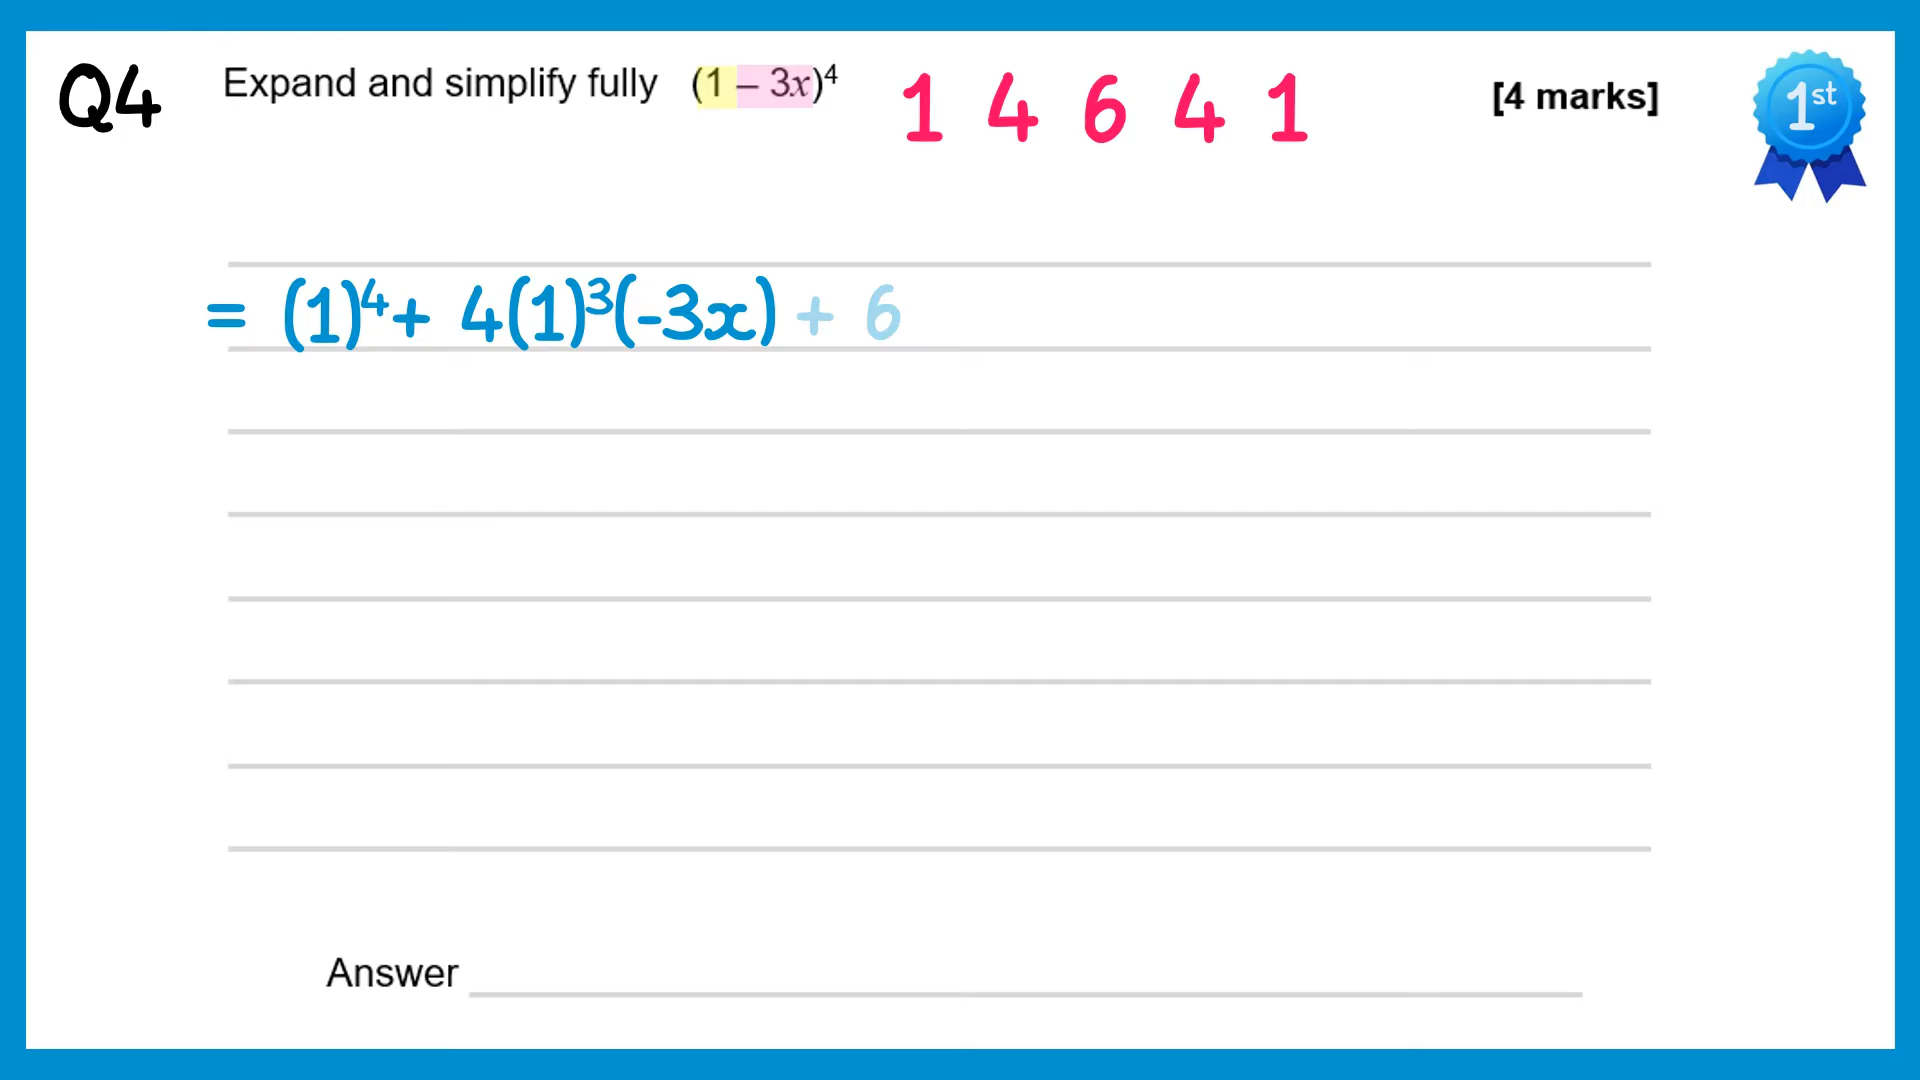 Q4 Expand and simplify fully (1 – 3x)⁴ 1 4 6 4 1 [4 marks] 1st
= (1)⁴ + 4(1)³(-3x) + 6
Answer